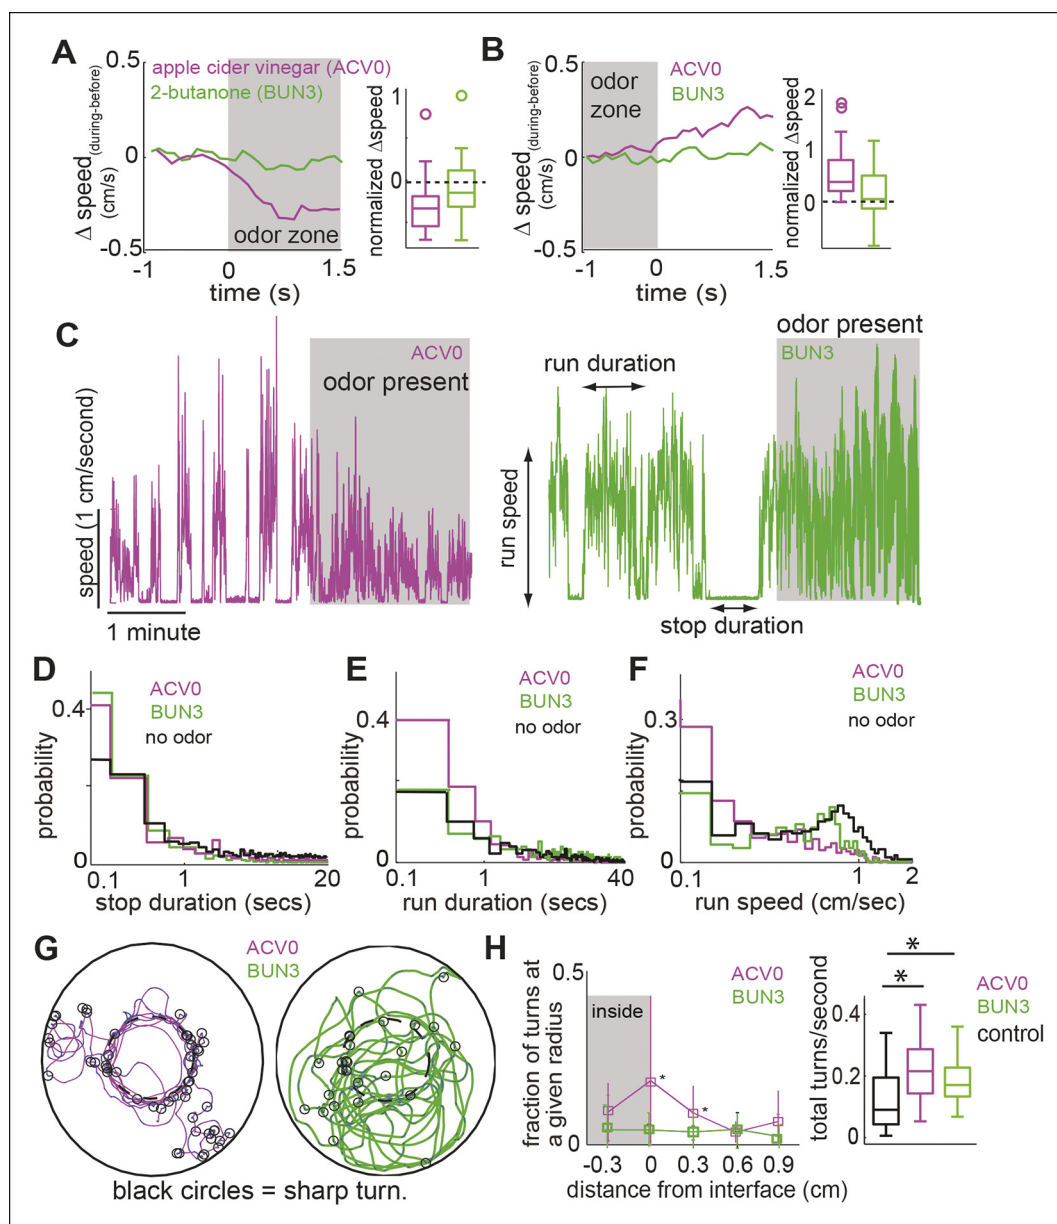 A
0.5
apple cider vinegar (ACV0)
2-butanone (BUN3)
Δ speed(during-before)
(cm/s)
0
-0.5
odor zone
-1
0
1.5
time (s)
normalized Δspeed
1
0
B
0.5
odor
zone
ACV0
BUN3
Δ speed(during-before)
(cm/s)
0
-0.5
-1
0
1.5
time (s)
normalized Δspeed
2
1
0
C
ACV0
odor present
speed (1 cm/second)
1 minute
odor present
BUN3
run duration
run speed
stop duration
D
ACV0
BUN3
no odor
probability
0.4
0
0.1
1
20
stop duration (secs)
E
ACV0
BUN3
no odor
probability
0.4
0
0.1
1
40
run duration (secs)
F
ACV0
BUN3
no odor
probability
0.3
0
0.1
1
2
run speed (cm/sec)
G
ACV0
BUN3
black circles = sharp turn.
H
fraction of turns at
a given radius
0.5
0
inside
ACV0
BUN3
*
*
-0.3
0
0.3
0.6
0.9
distance from interface (cm)
total turns/second
0.4
0.2
0
*
*
ACV0
BUN3
control